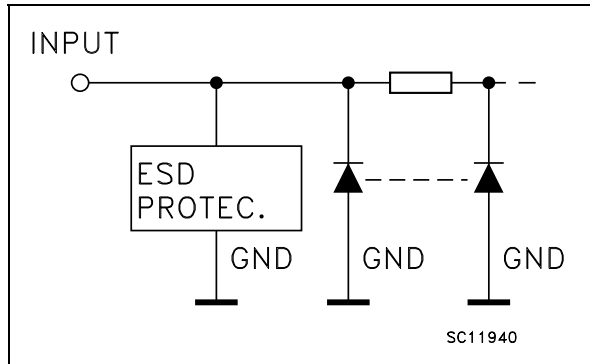 INPUT
ESD
PROTEC.
GND
GND
GND
SC11940